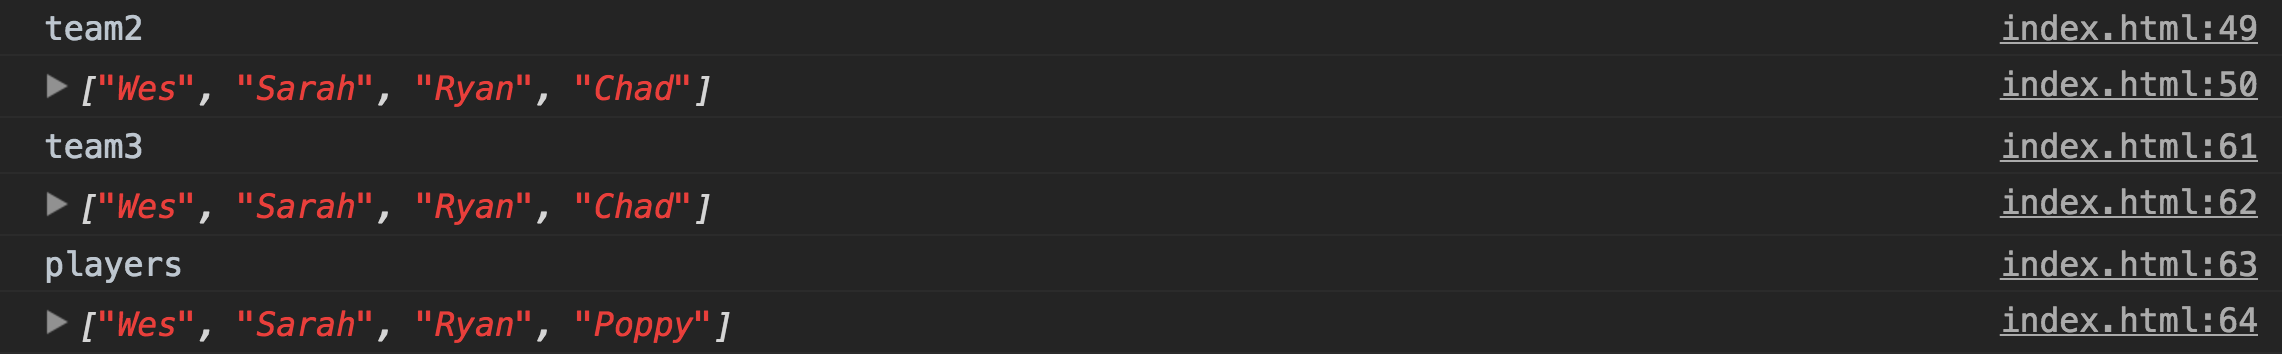 team2 index.html:49
["Wes", "Sarah", "Ryan", "Chad"] index.html:50
team3 index.html:61
["Wes", "Sarah", "Ryan", "Chad"] index.html:62
players index.html:63
["Wes", "Sarah", "Ryan", "Poppy"] index.html:64